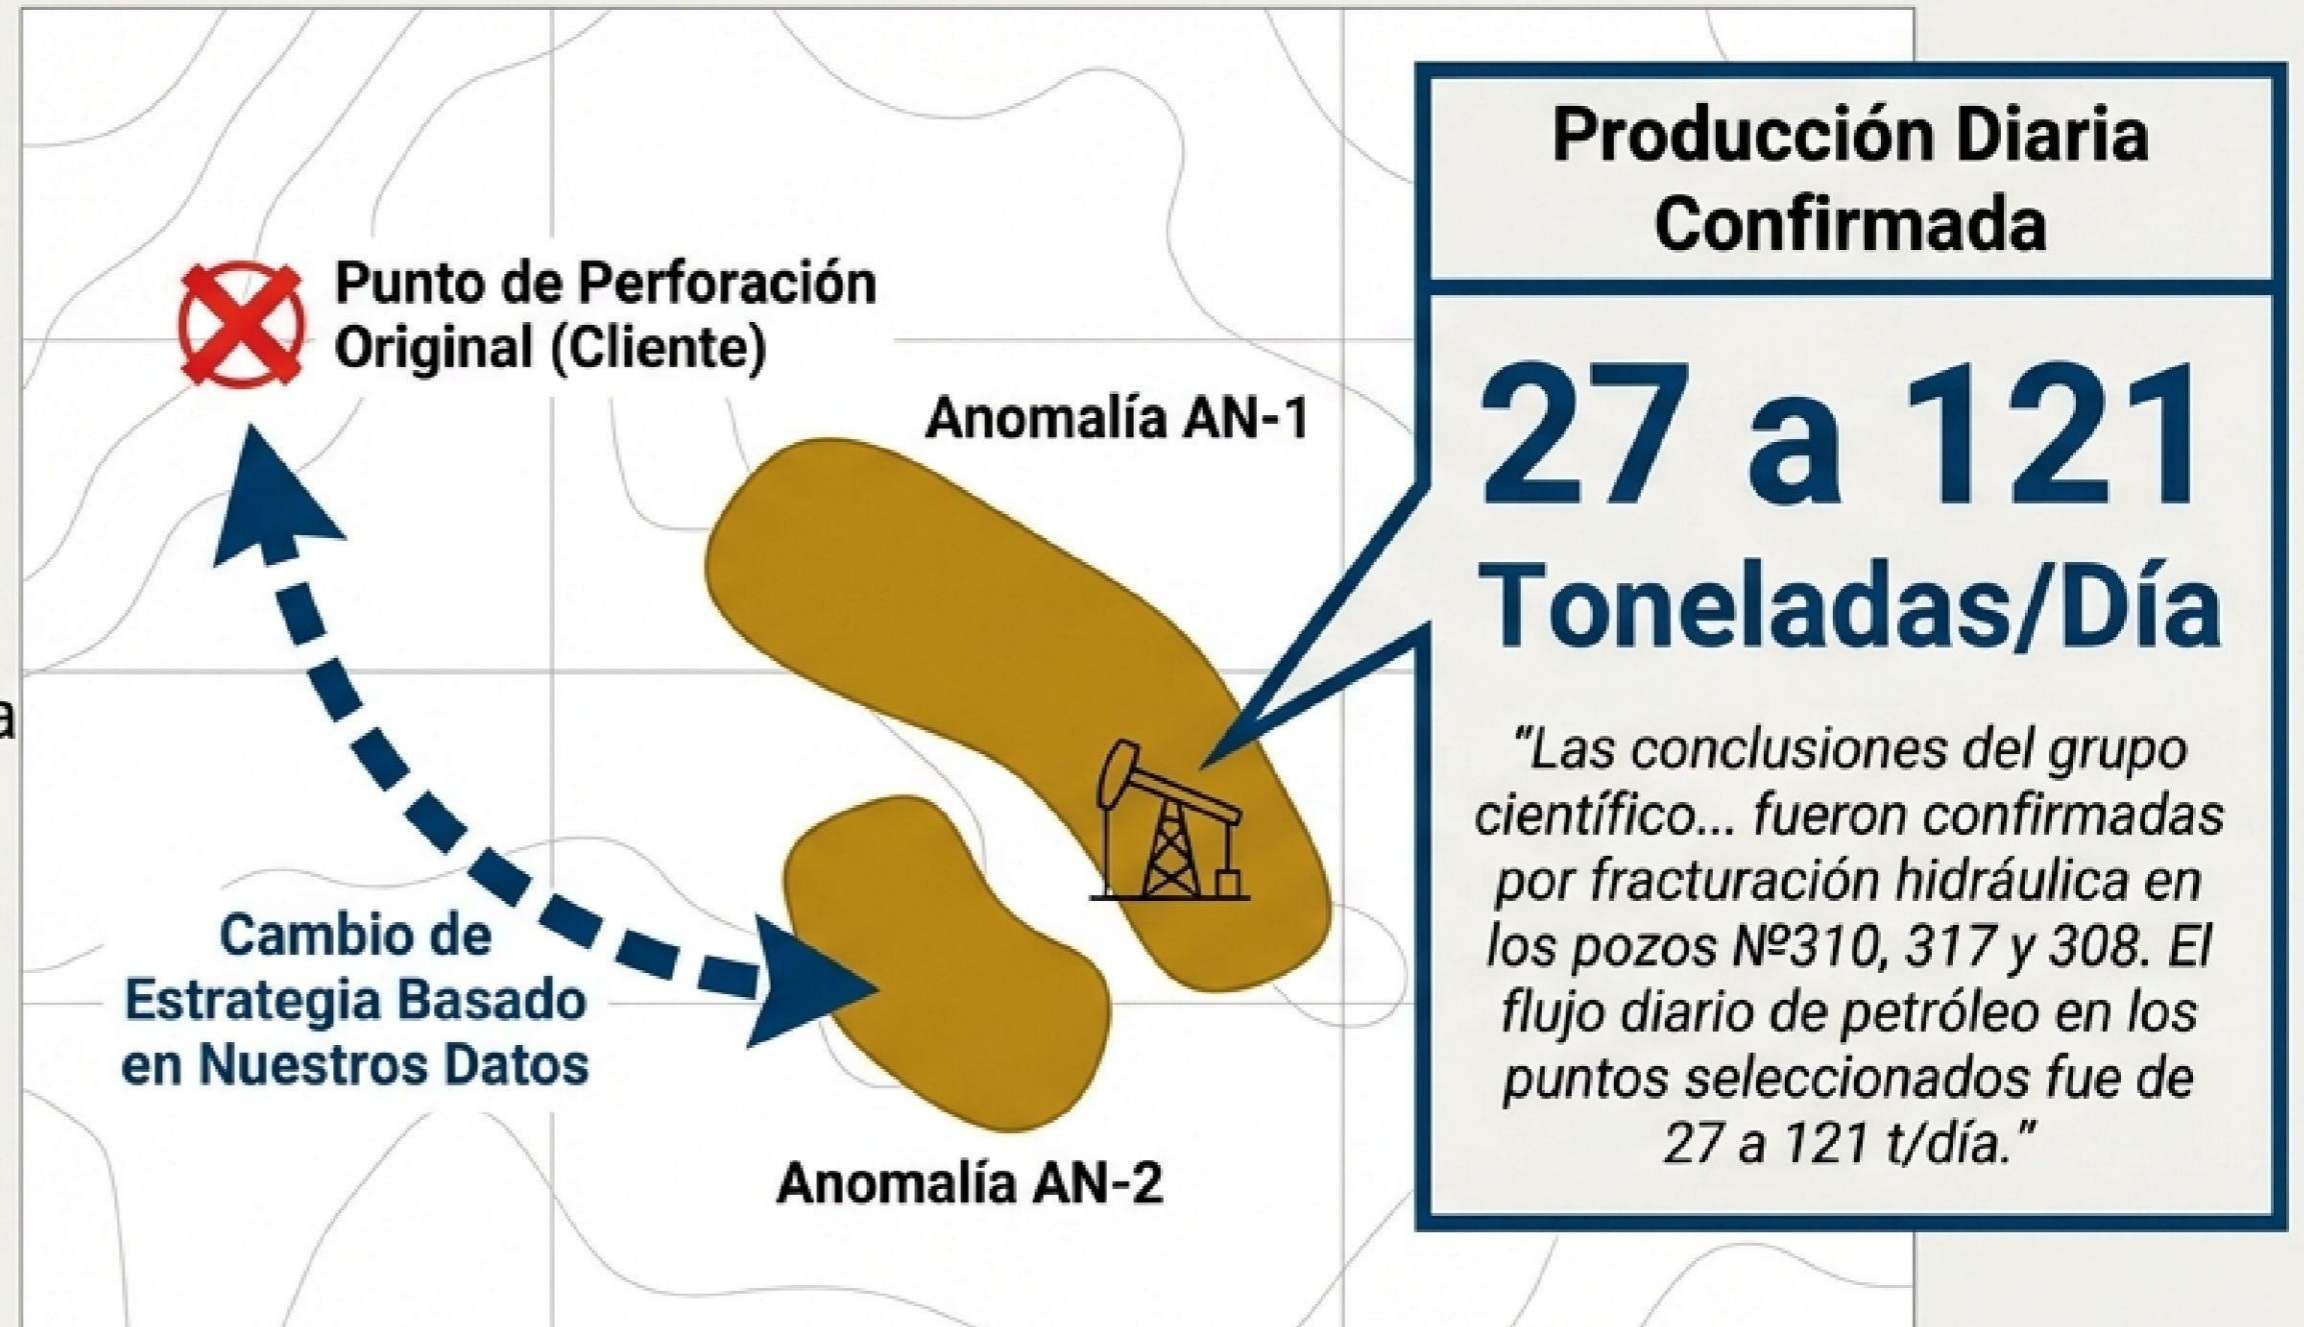 Punto de Perforación
Original (Cliente)
Anomalía AN-1
Cambio de
Estrategia Basado
en Nuestros Datos
Anomalía AN-2
Producción Diaria
Confirmada
27 a 121
Toneladas/Día
“Las conclusiones del grupo
científico... fueron confirmadas
por fracturación hidráulica en
los pozos Nº310, 317 y 308. El
flujo diario de petróleo en los
puntos seleccionados fue de
27 a 121 t/día.”
a